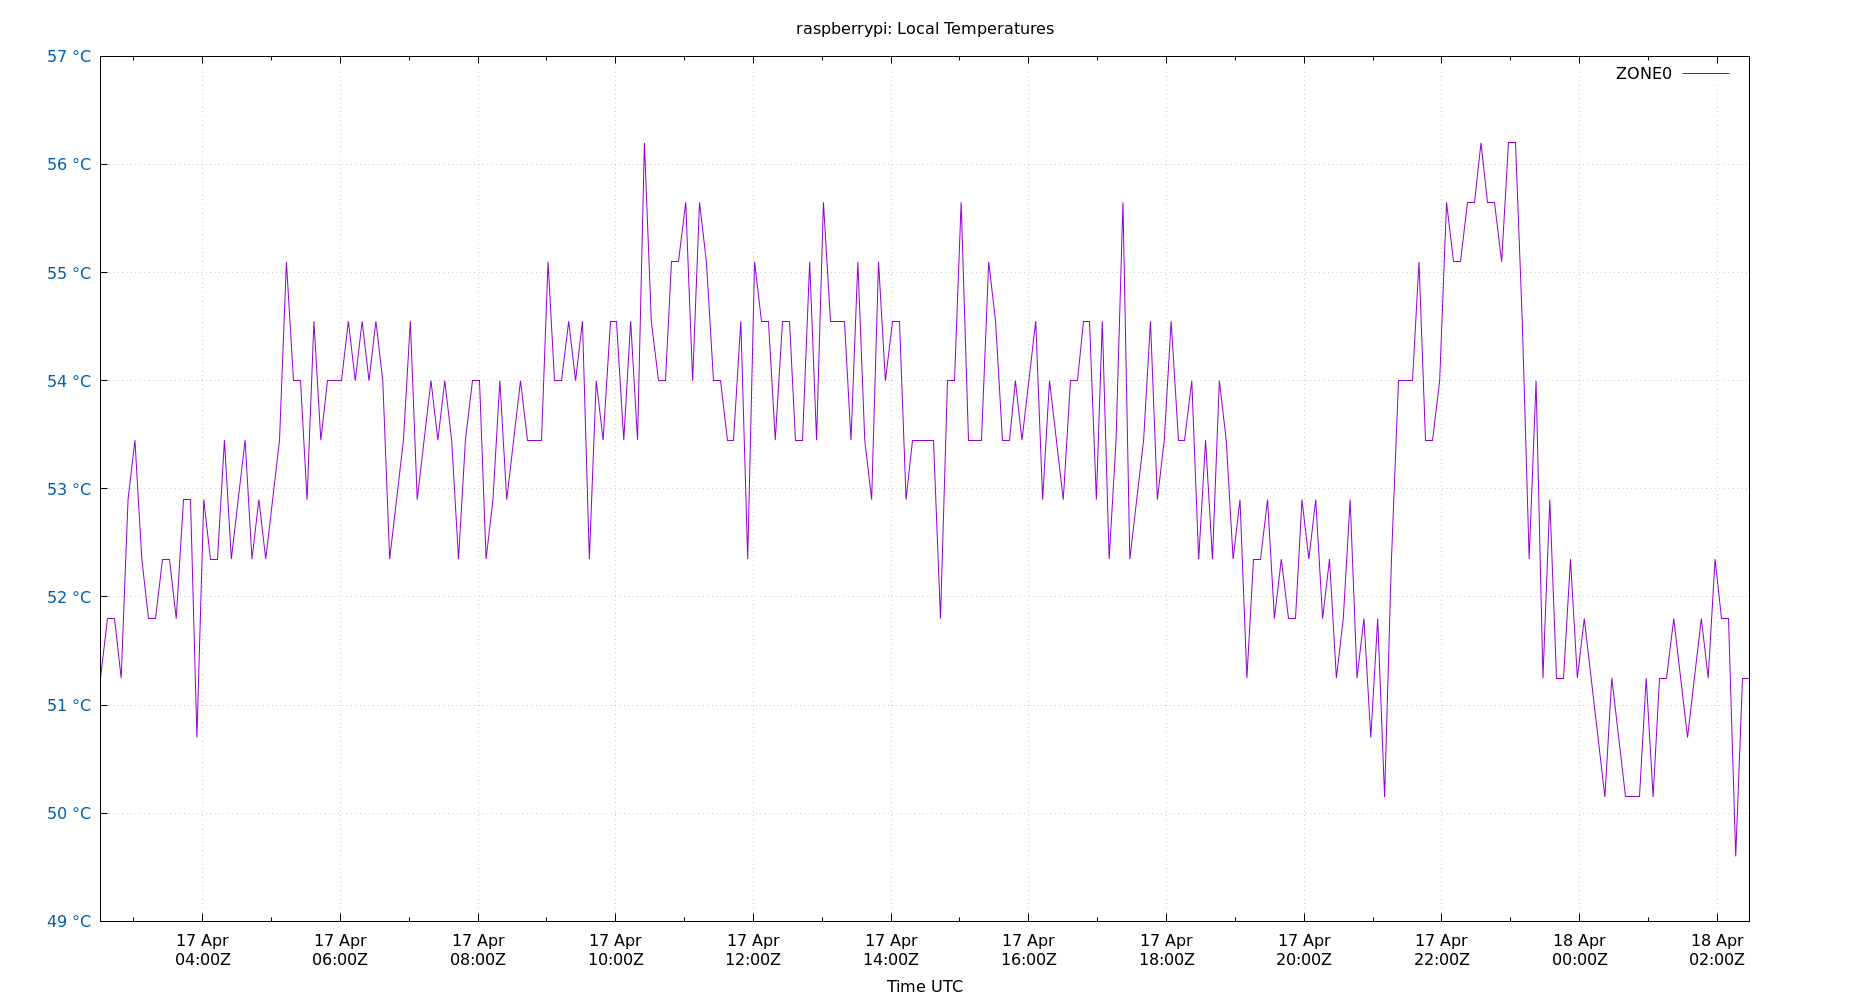 raspberrypi: Local Temperatures
ZONE0
57 °C
56 °C
55 °C
54 °C
53 °C
52 °C
51 °C
50 °C
49 °C
17 Apr 17 Apr 17 Apr 17 Apr 17 Apr 17 Apr 17 Apr 17 Apr 17 Apr 17 Apr 18 Apr 18 Apr
04:00Z 06:00Z 08:00Z 10:00Z 12:00Z 14:00Z 16:00Z 18:00Z 20:00Z 22:00Z 00:00Z 02:00Z
Time UTC